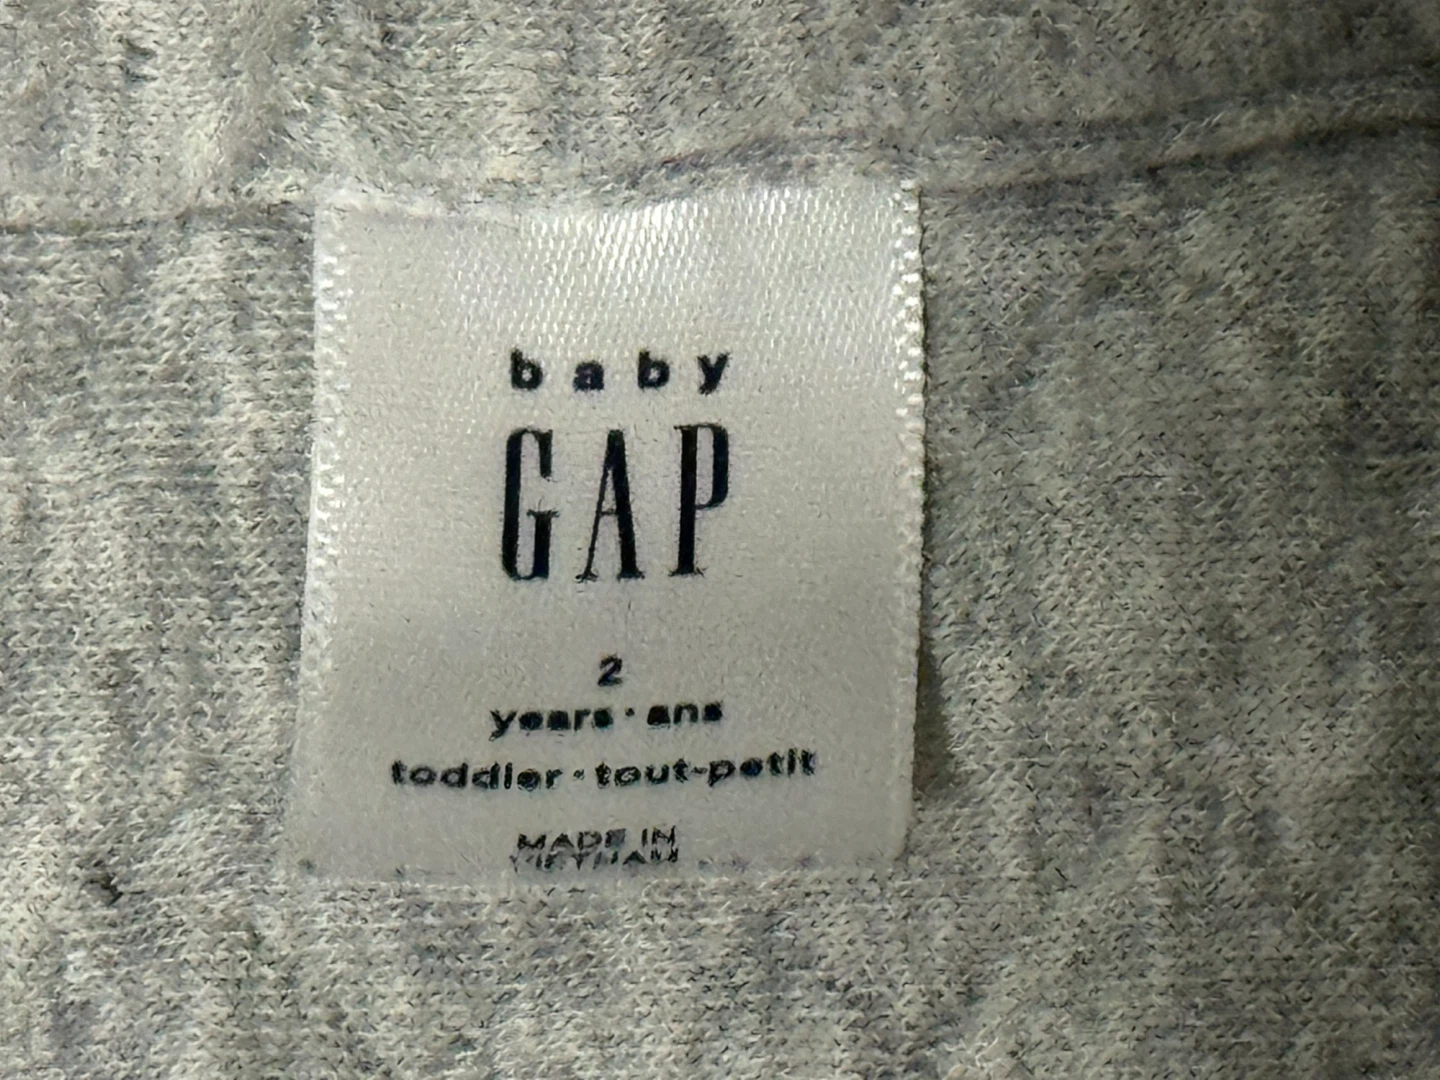 baby
GAP
2
years · ans
toddler · tout-petit
MADE IN
VIETNAM